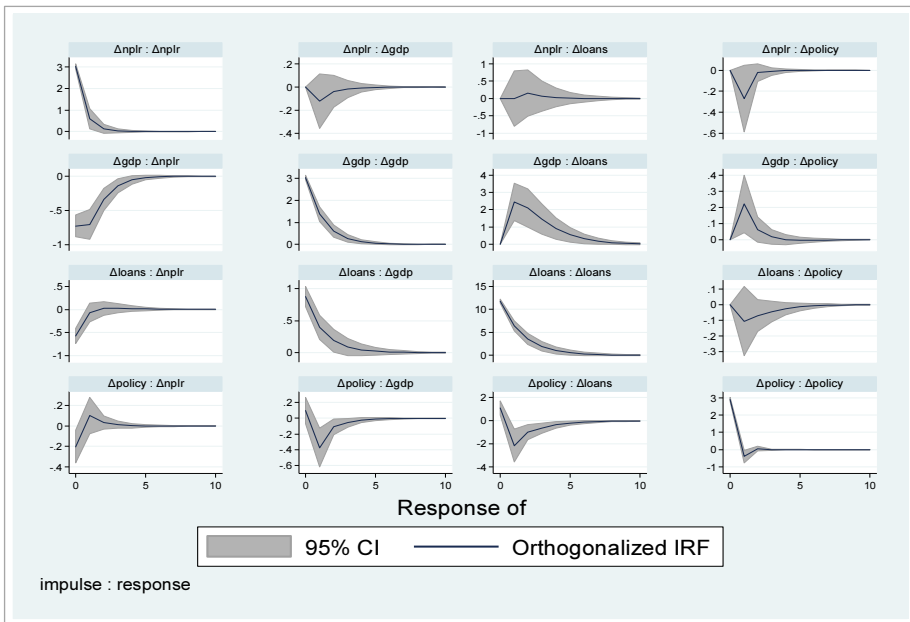 Δnplr : Δnplr
Δnplr : Δgdp
Δnplr : Δloans
Δnplr : Δpolicy
3
2
1
0
.2
0
-.2
-.4
1
.5
0
-.5
-1
0
-.2
-.4
-.6
Δgdp : Δnplr
Δgdp : Δgdp
Δgdp : Δloans
Δgdp : Δpolicy
0
-.5
-1
3
2
1
0
4
3
2
1
0
.4
.3
.2
.1
0
Δloans : Δnplr
Δloans : Δgdp
Δloans : Δloans
Δloans : Δpolicy
.5
0
-.5
-1
1
.5
0
15
10
5
0
.1
0
-.1
-.2
-.3
Δpolicy : Δnplr
Δpolicy : Δgdp
Δpolicy : Δloans
Δpolicy : Δpolicy
.2
0
-.2
-.4
.2
0
-.2
-.4
-.6
2
0
-2
-4
3
2
1
0
-1
0 5 10
0 5 10
0 5 10
0 5 10
Response of
95% CI
Orthogonalized IRF
impulse : response